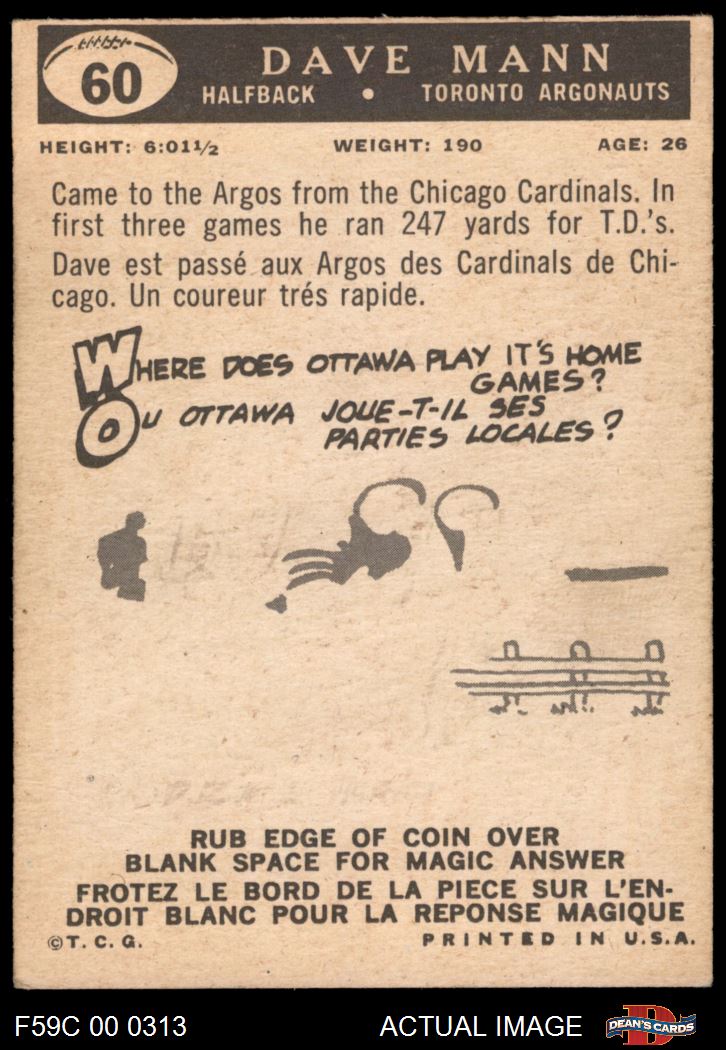 60
DAVE MANN
HALFBACK • TORONTO ARGONAUTS
HEIGHT: 6:01½ WEIGHT: 190 AGE: 26
Came to the Argos from the Chicago Cardinals. In
first three games he ran 247 yards for T.D.'s.
Dave est passé aux Argos des Cardinals de Chi-
cago. Un coureur trés rapide.
WHERE DOES OTTAWA PLAY IT'S HOME
GAMES?
OU OTTAWA JOUE-T-IL SES
PARTIES LOCALES?
RUB EDGE OF COIN OVER
BLANK SPACE FOR MAGIC ANSWER
FROTEZ LE BORD DE LA PIECE SUR L'EN-
DROIT BLANC POUR LA REPONSE MAGIQUE
©T. C. G. PRINTED IN U.S.A.
F59C 00 0313 ACTUAL IMAGE DEAN'S CARDS